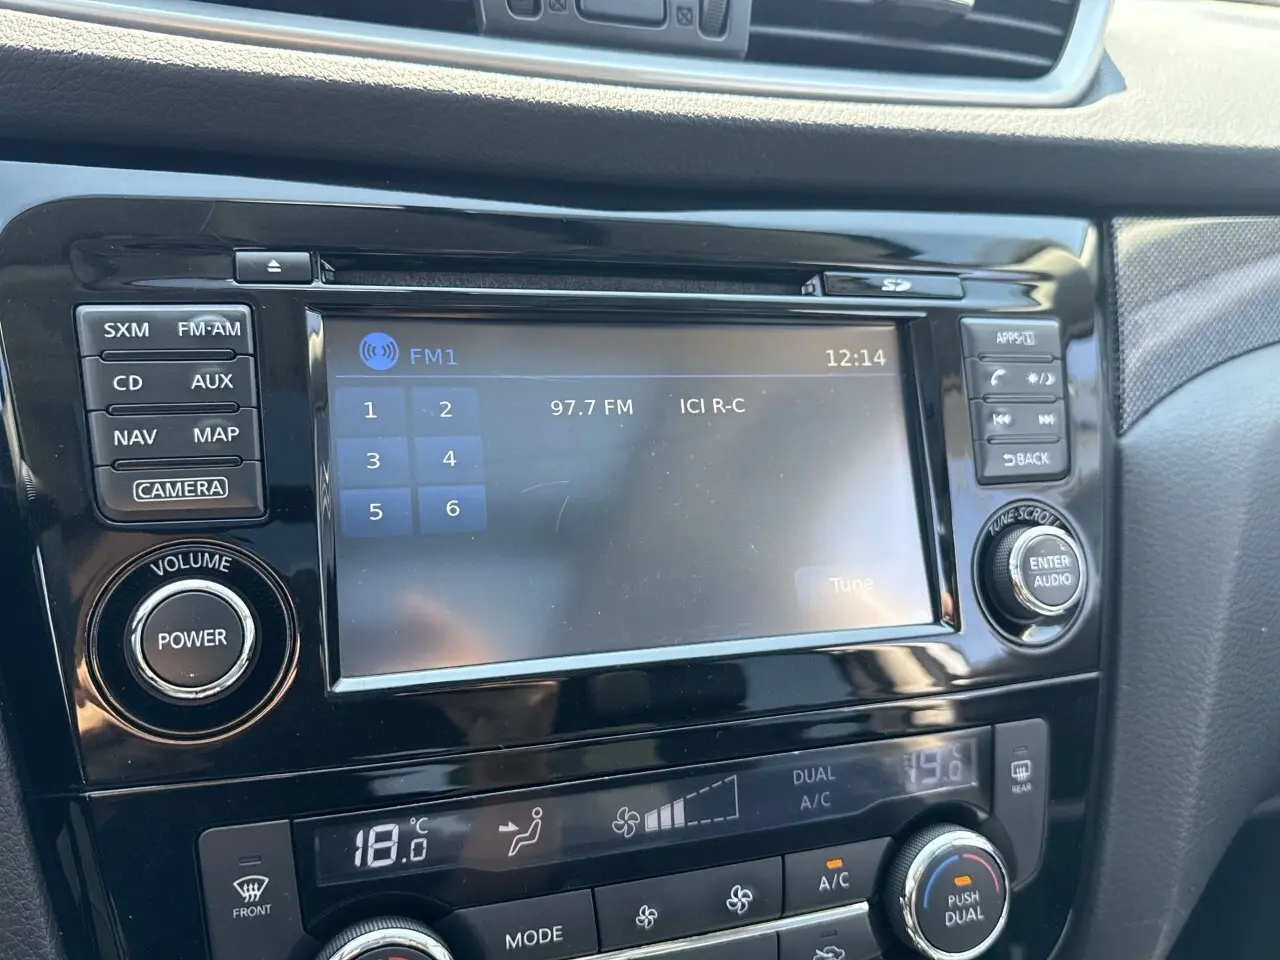 SD
SXM FM·AM
CD AUX
NAV MAP
CAMERA
VOLUME
POWER
FM1 12:14
1 2 97.7 FM ICI R-C
3 4
5 6
Tune
APPS·i
BACK
TUNE·SCROLL
ENTER
AUDIO
18.0 °C
DUAL
A/C
19.0 °C
REAR
FRONT
MODE
A/C
PUSH
DUAL